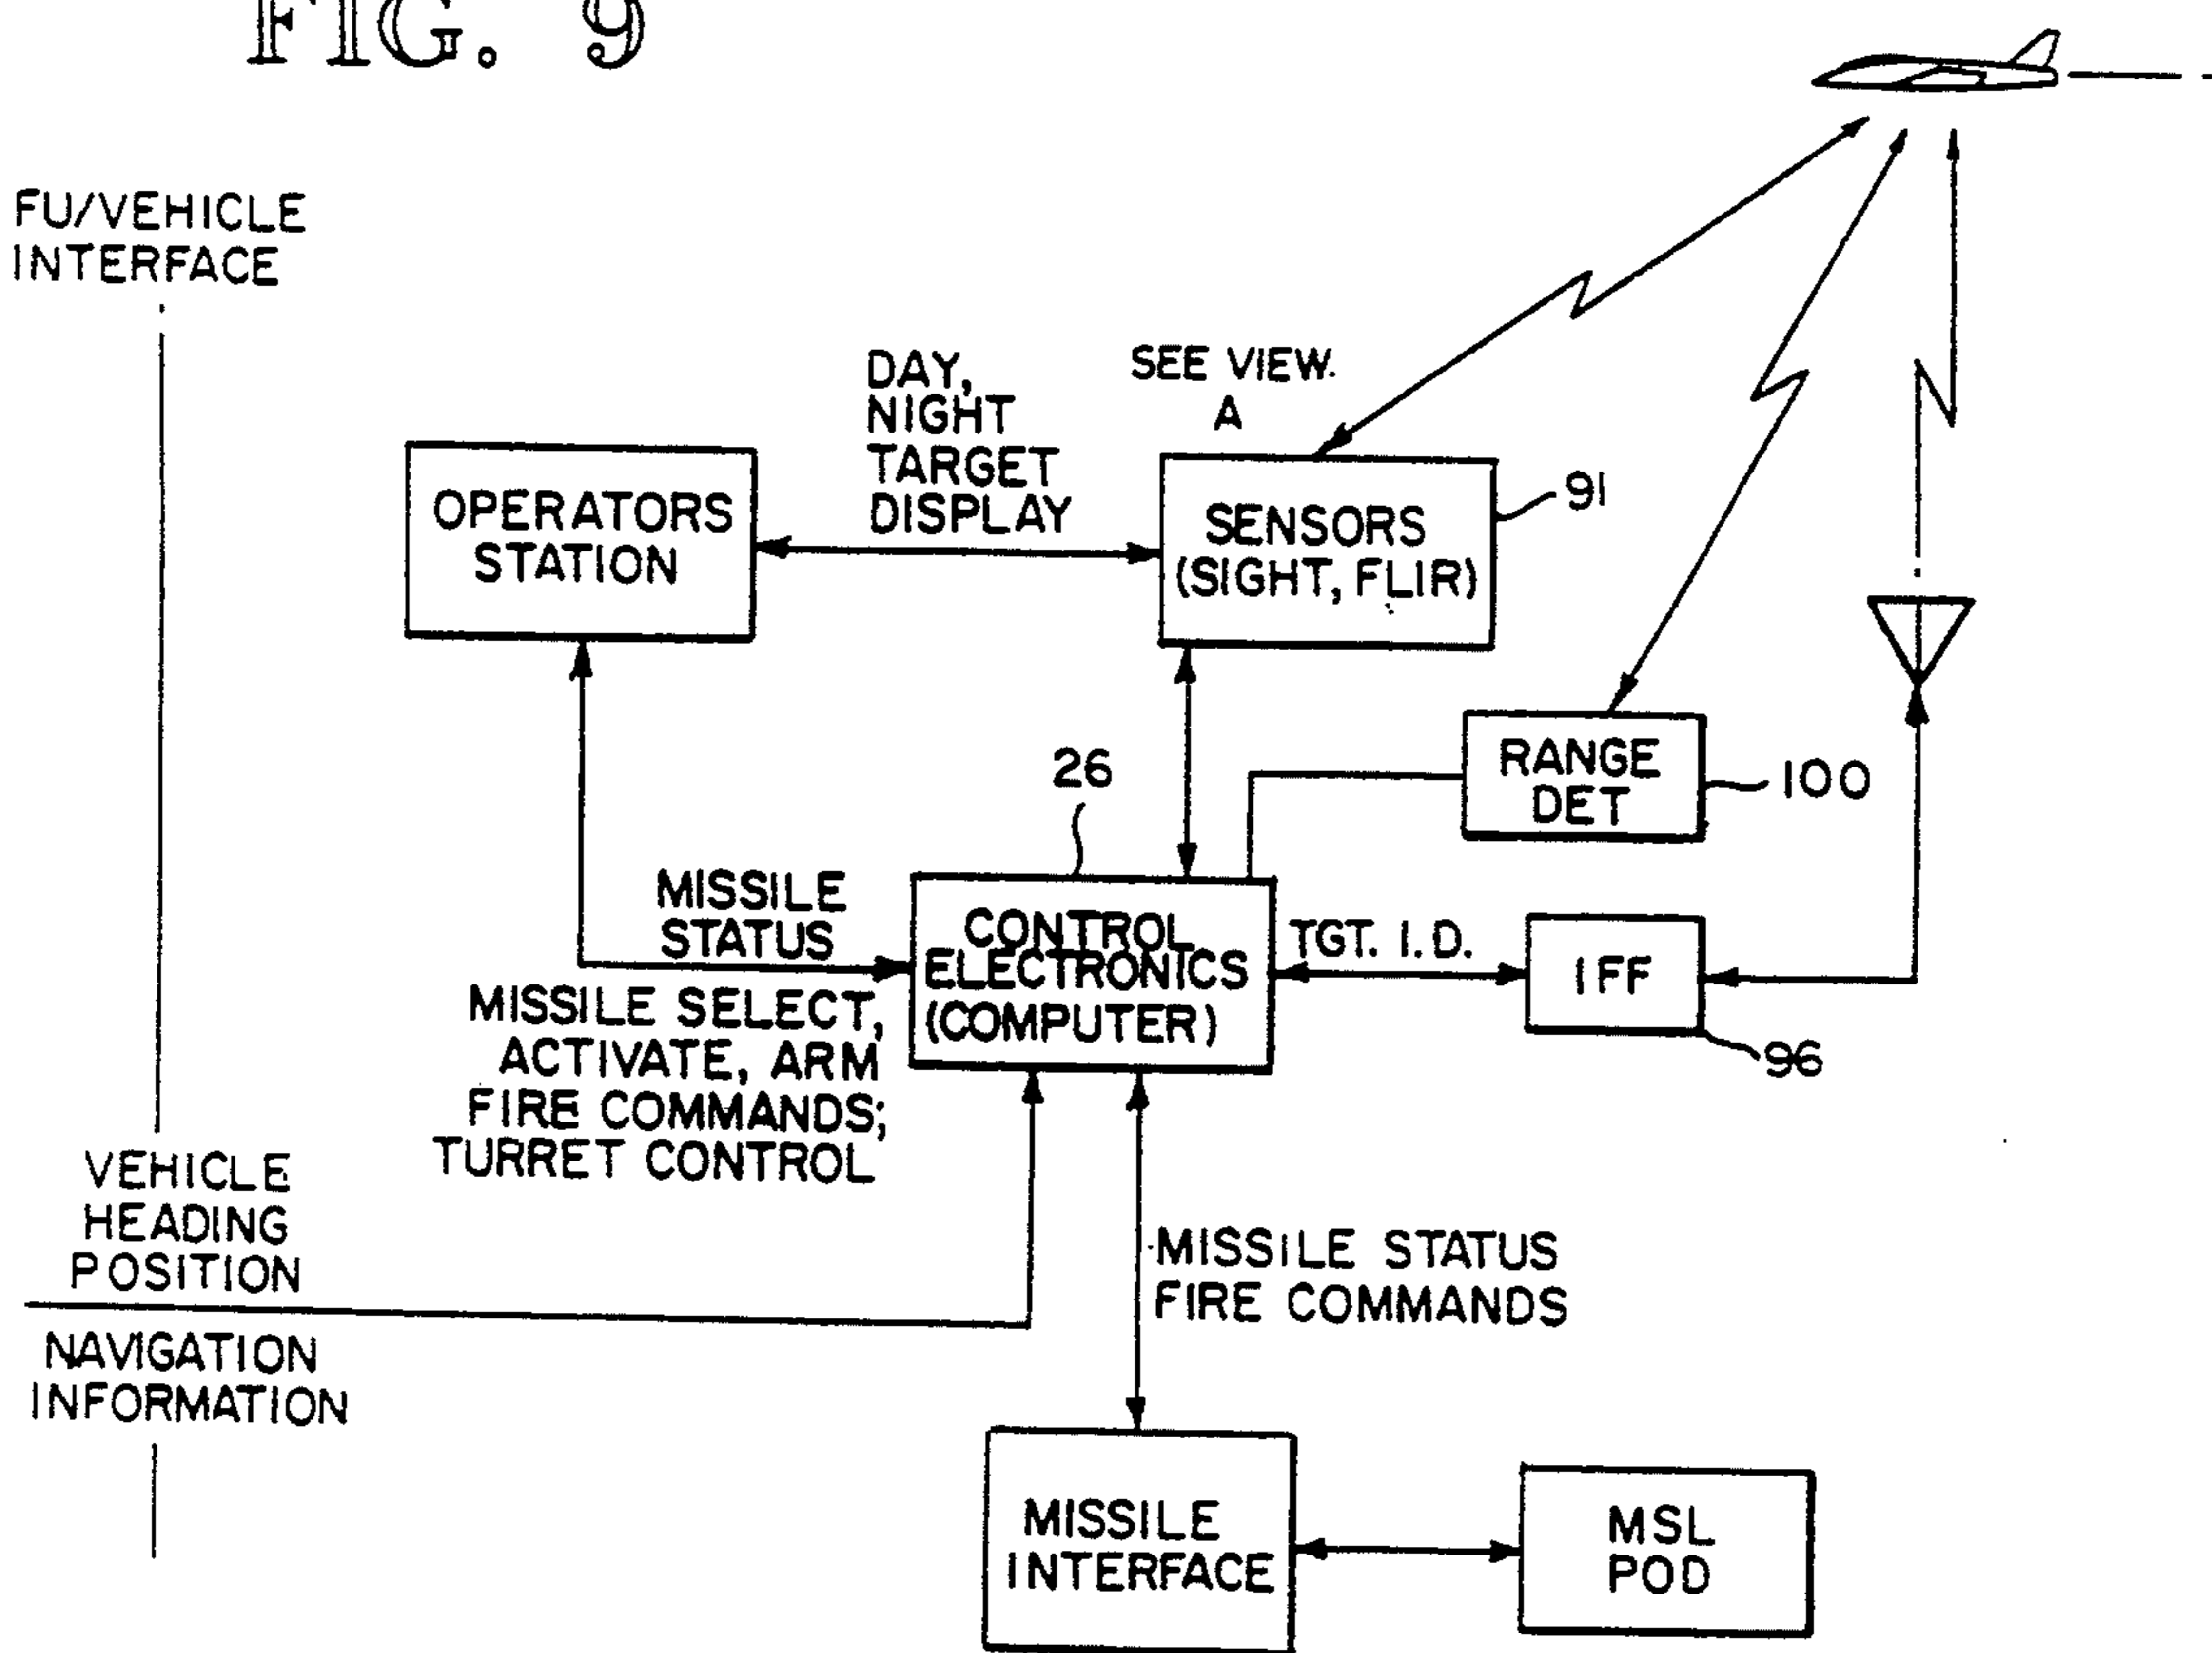 FIG. 9
FU/VEHICLE
INTERFACE
DAY,
NIGHT
TARGET
DISPLAY
SEE VIEW.
A
OPERATORS
STATION
SENSORS
(SIGHT, FLIR)
91
26
RANGE
DET
100
MISSILE
STATUS
CONTROL
ELECTRONICS
(COMPUTER)
TGT. I.D.
IFF
96
MISSILE SELECT,
ACTIVATE, ARM
FIRE COMMANDS;
TURRET CONTROL
VEHICLE
HEADING
POSITION
NAVIGATION
INFORMATION
MISSILE STATUS
FIRE COMMANDS
MISSILE
INTERFACE
MSL
POD